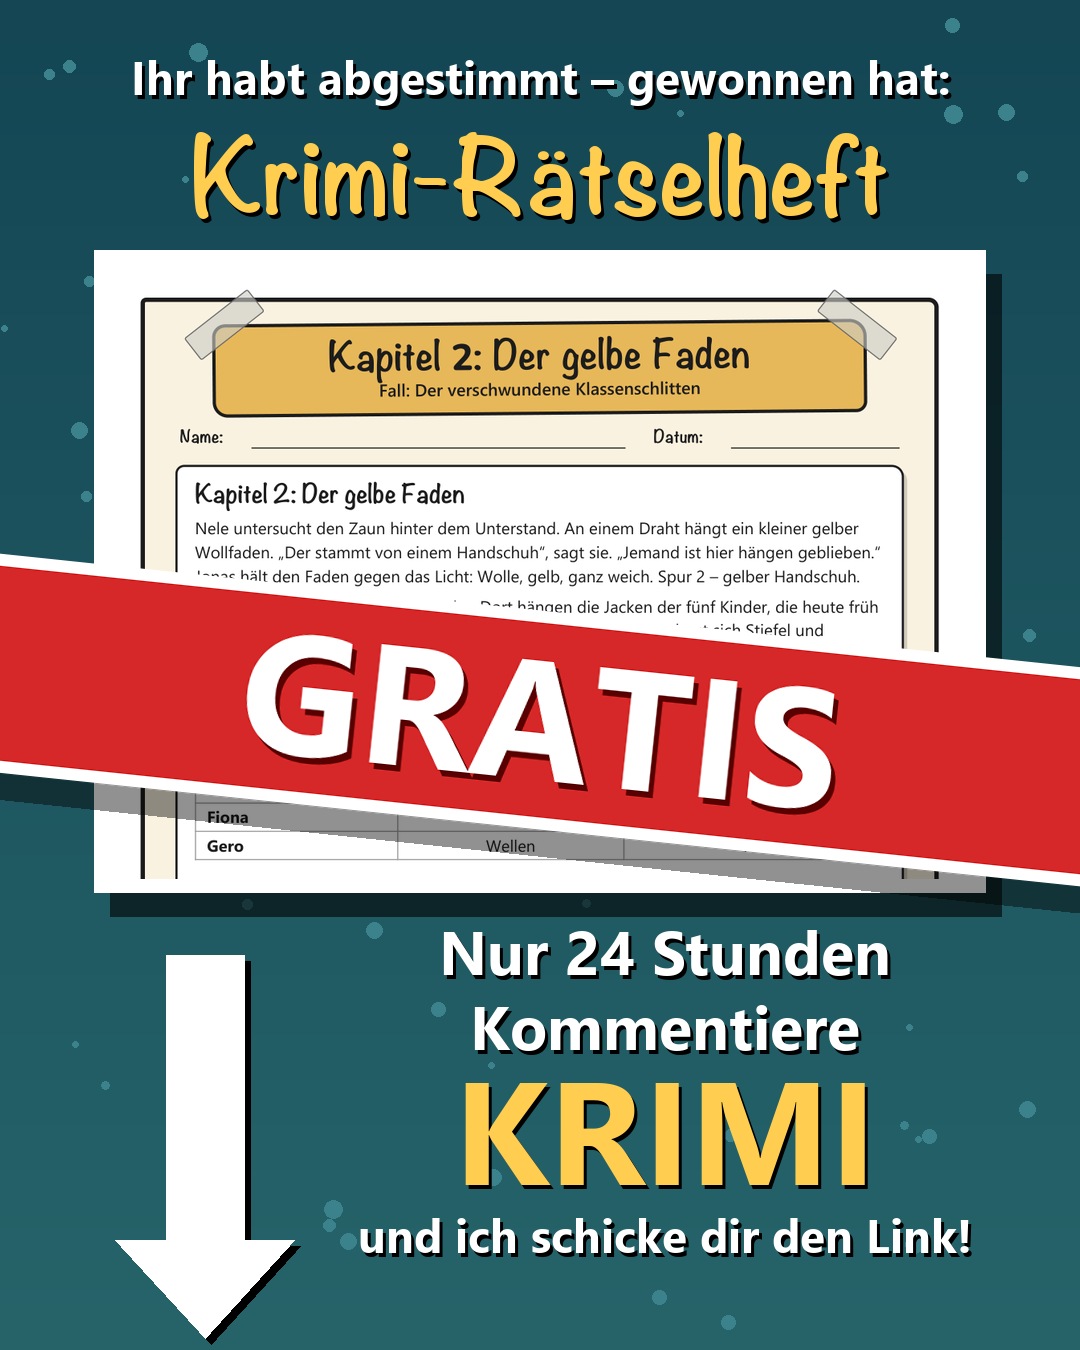 Ihr habt abgestimmt – gewonnen hat:
Krimi-Rätselheft
Kapitel 2: Der gelbe Faden
Fall: Der verschwundene Klassenschlitten
Name:
Datum:
Kapitel 2: Der gelbe Faden
Nele untersucht den Zaun hinter dem Unterstand. An einem Draht hängt ein kleiner gelber
Wollfaden. „Der stammt von einem Handschuh“, sagt sie. „Jemand ist hier hängen geblieben.“
Jonas hält den Faden gegen das Licht: Wolle, gelb, ganz weich. Spur 2 – gelber Handschuh.
Dort hängen die Jacken der fünf Kinder, die heute früh
sich Stiefel und
GRATIS
Fiona
Gero Wellen
Nur 24 Stunden
Kommentiere
KRIMI
und ich schicke dir den Link!